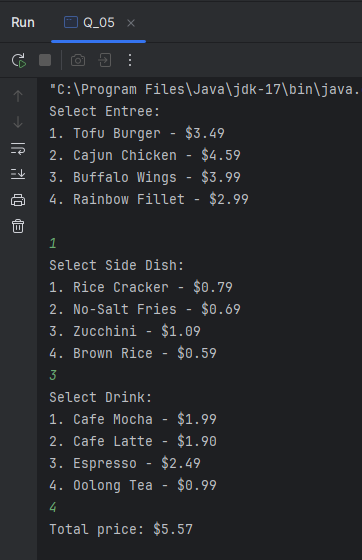 Run
Q_05
"C:\Program Files\Java\jdk-17\bin\java.
Select Entree:
1. Tofu Burger - $3.49
2. Cajun Chicken - $4.59
3. Buffalo Wings - $3.99
4. Rainbow Fillet - $2.99
1
Select Side Dish:
1. Rice Cracker - $0.79
2. No-Salt Fries - $0.69
3. Zucchini - $1.09
4. Brown Rice - $0.59
3
Select Drink:
1. Cafe Mocha - $1.99
2. Cafe Latte - $1.90
3. Espresso - $2.49
4. Oolong Tea - $0.99
4
Total price: $5.57